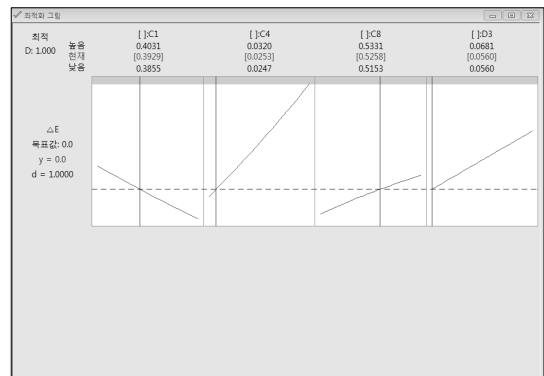 최적화 그림
최적
D: 1.000
높음
현재
낮음
[ ]:C1
0.4031
[0.3929]
0.3855
[ ]:C4
0.0320
[0.0253]
0.0247
[ ]:C8
0.5331
[0.5258]
0.5153
[ ]:D3
0.0681
[0.0560]
0.0560
△E
목표값: 0.0
y = 0.0
d = 1.0000